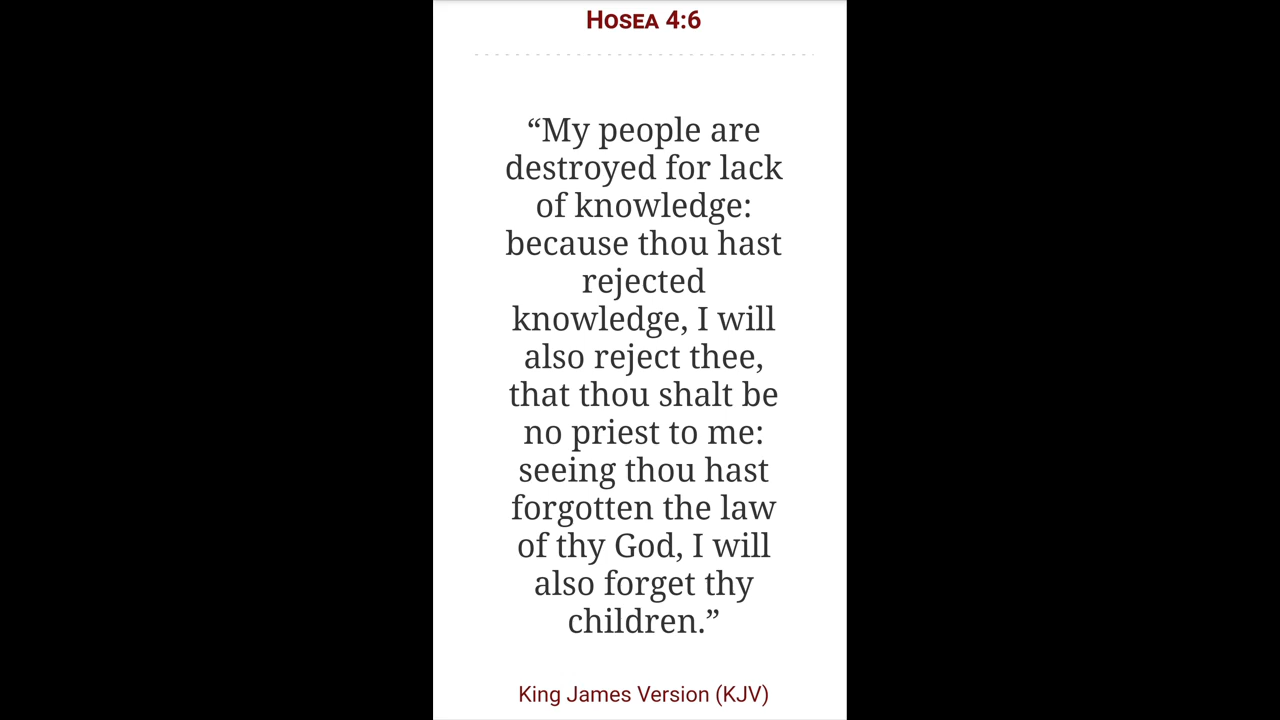 HOSEA 4:6
“My people are
destroyed for lack
of knowledge:
because thou hast
rejected
knowledge, I will
also reject thee,
that thou shalt be
no priest to me:
seeing thou hast
forgotten the law
of thy God, I will
also forget thy
children.”
King James Version (KJV)